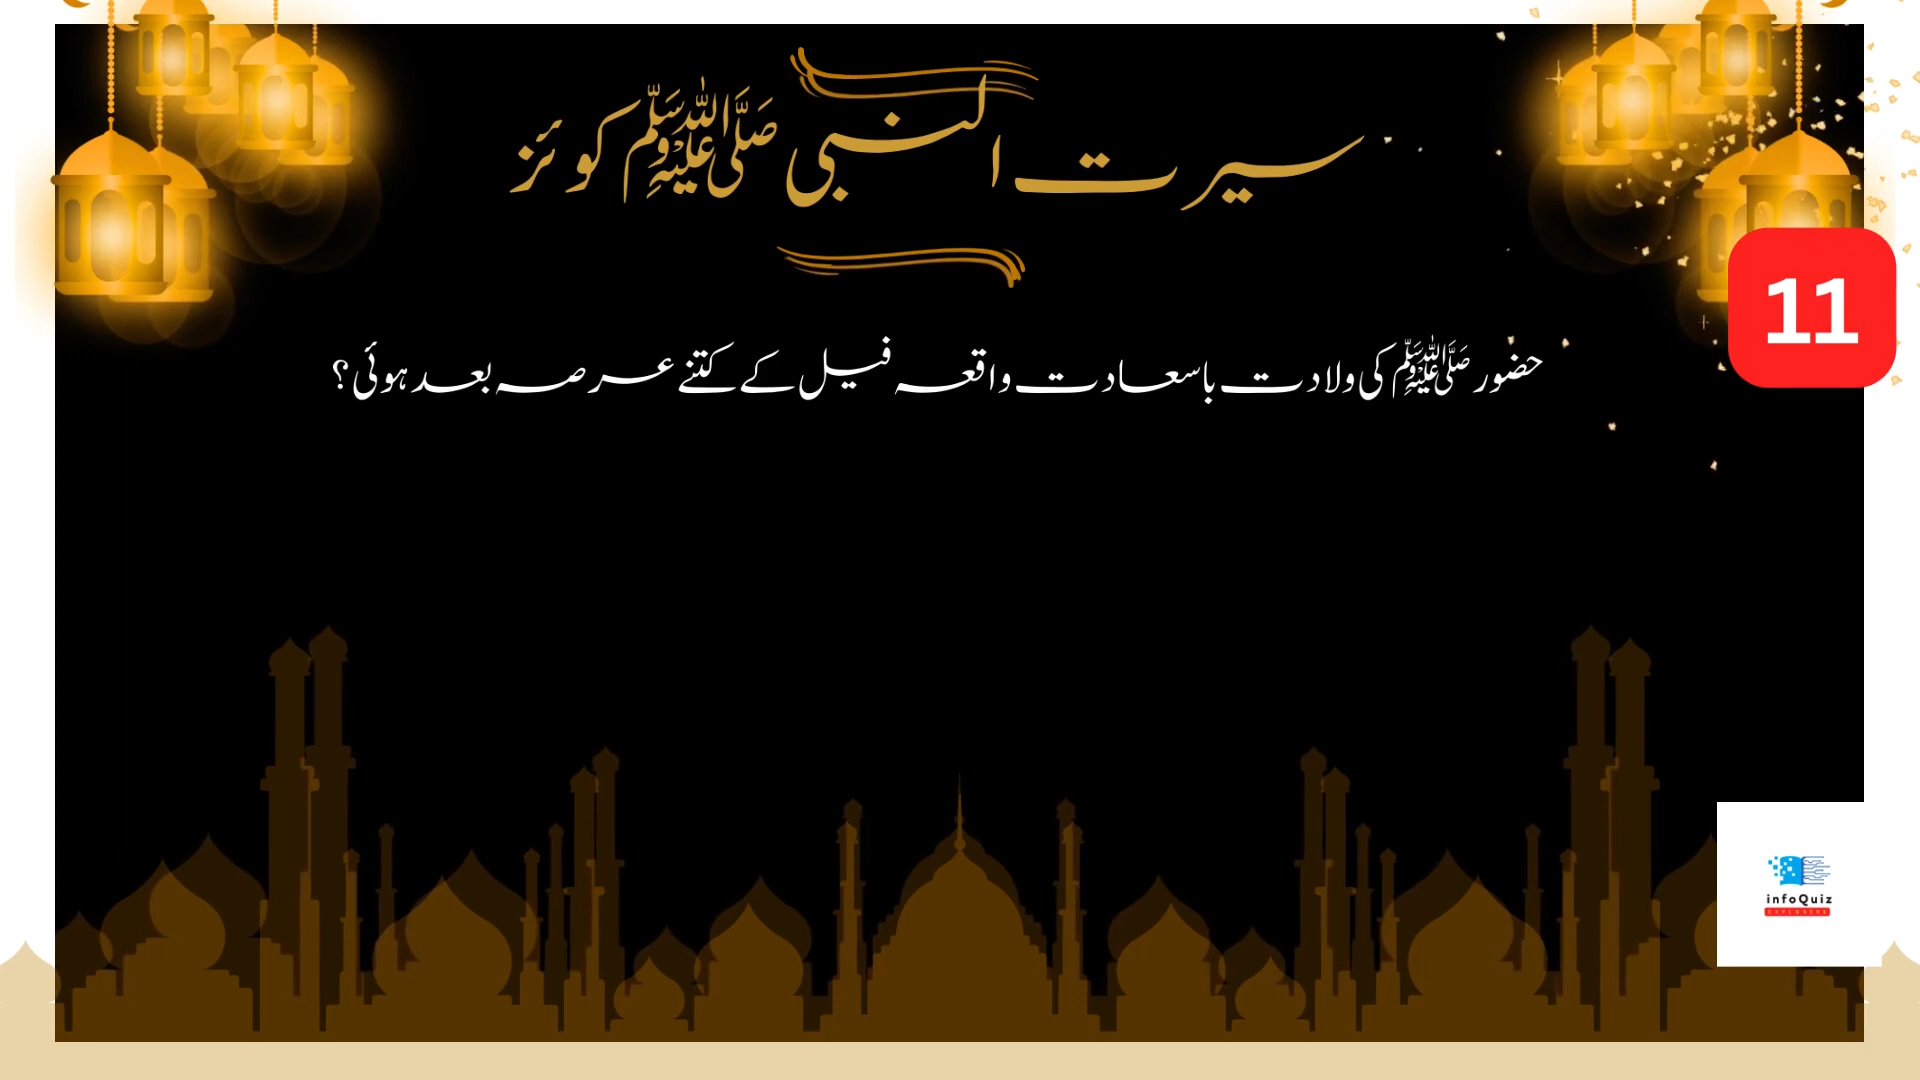 سیرت النبی ﷺ کوئز
11
حضور ﷺ کی ولادت باسعادت واقعہ فیل کے کتنے عرصہ بعد ہوئی؟
infoQuiz
EXPLORERS